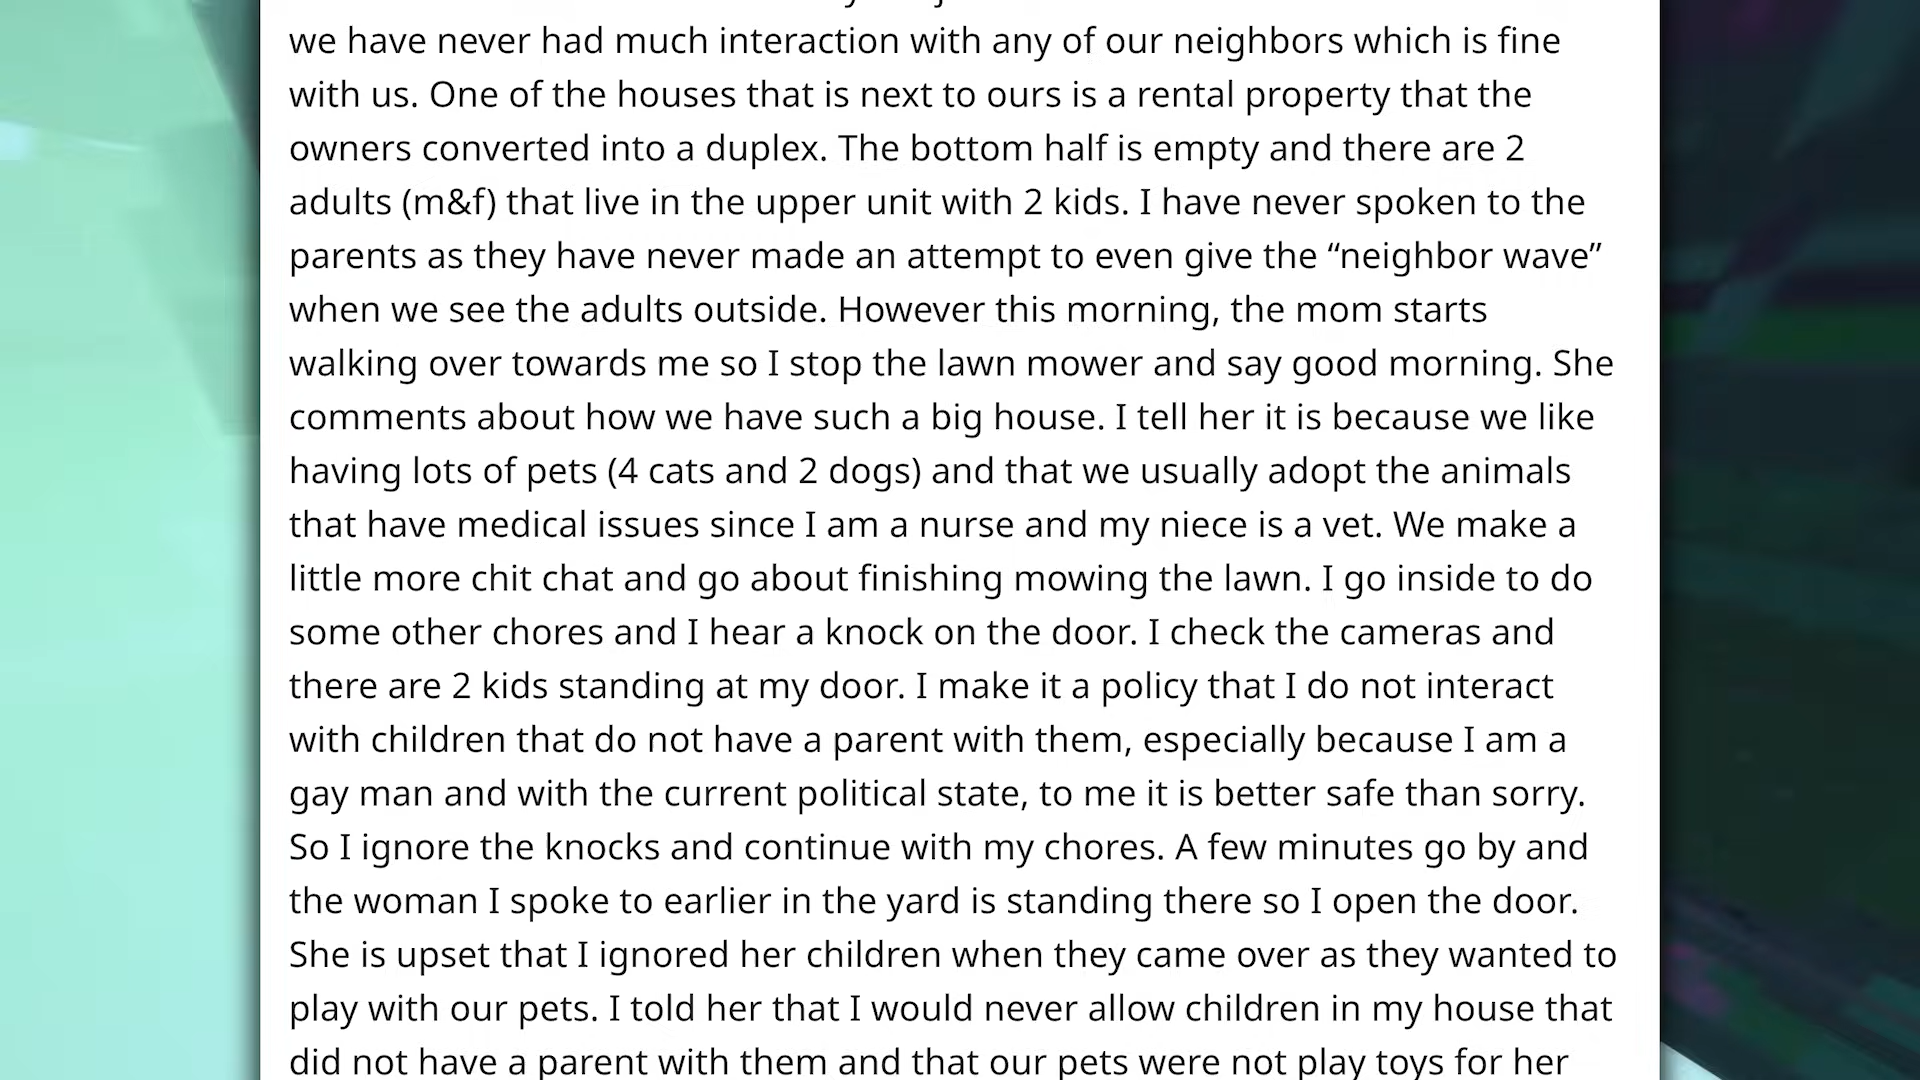 we have never had much interaction with any of our neighbors which is fine
with us. One of the houses that is next to ours is a rental property that the
owners converted into a duplex. The bottom half is empty and there are 2
adults (m&f) that live in the upper unit with 2 kids. I have never spoken to the
parents as they have never made an attempt to even give the “neighbor wave”
when we see the adults outside. However this morning, the mom starts
walking over towards me so I stop the lawn mower and say good morning. She
comments about how we have such a big house. I tell her it is because we like
having lots of pets (4 cats and 2 dogs) and that we usually adopt the animals
that have medical issues since I am a nurse and my niece is a vet. We make a
little more chit chat and go about finishing mowing the lawn. I go inside to do
some other chores and I hear a knock on the door. I check the cameras and
there are 2 kids standing at my door. I make it a policy that I do not interact
with children that do not have a parent with them, especially because I am a
gay man and with the current political state, to me it is better safe than sorry.
So I ignore the knocks and continue with my chores. A few minutes go by and
the woman I spoke to earlier in the yard is standing there so I open the door.
She is upset that I ignored her children when they came over as they wanted to
play with our pets. I told her that I would never allow children in my house that
did not have a parent with them and that our pets were not play toys for her